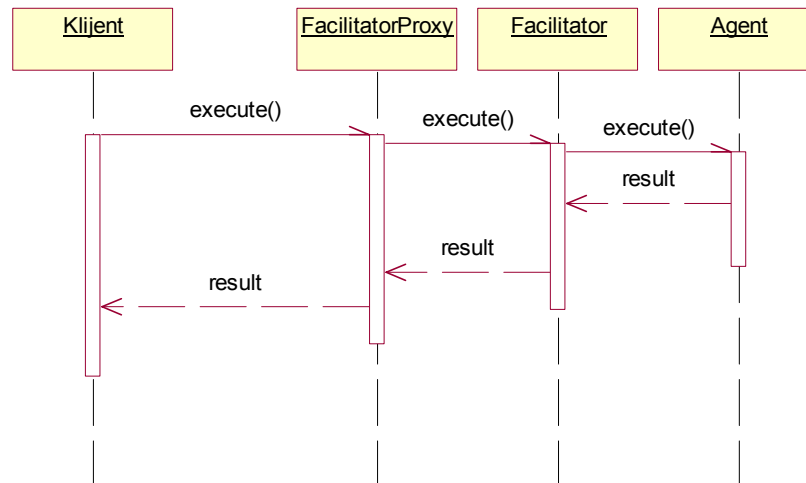 Klijent
FacilitatorProxy
Facilitator
Agent
execute()
execute()
execute()
result
result
result